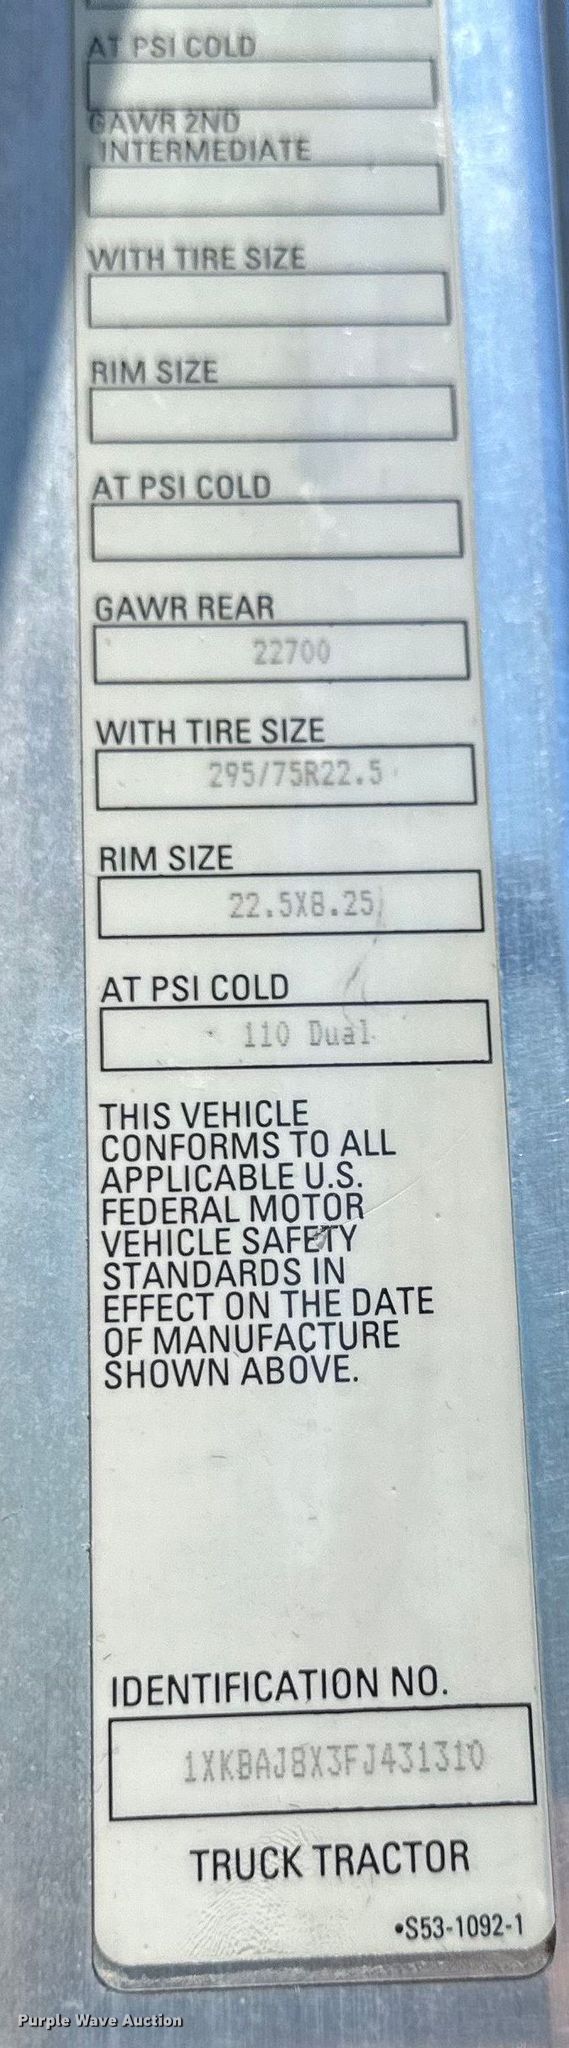 AT PSI COLD
GAWR 2ND
INTERMEDIATE
WITH TIRE SIZE
RIM SIZE
AT PSI COLD
GAWR REAR
22700
WITH TIRE SIZE
295/75R22.5
RIM SIZE
22.5X8.25
AT PSI COLD
110 Dual
THIS VEHICLE
CONFORMS TO ALL
APPLICABLE U.S.
FEDERAL MOTOR
VEHICLE SAFETY
STANDARDS IN
EFFECT ON THE DATE
OF MANUFACTURE
SHOWN ABOVE.
IDENTIFICATION NO.
1XKBAJ8X3FJ431310
TRUCK TRACTOR
•S53-1092-1
Purple Wave Auction